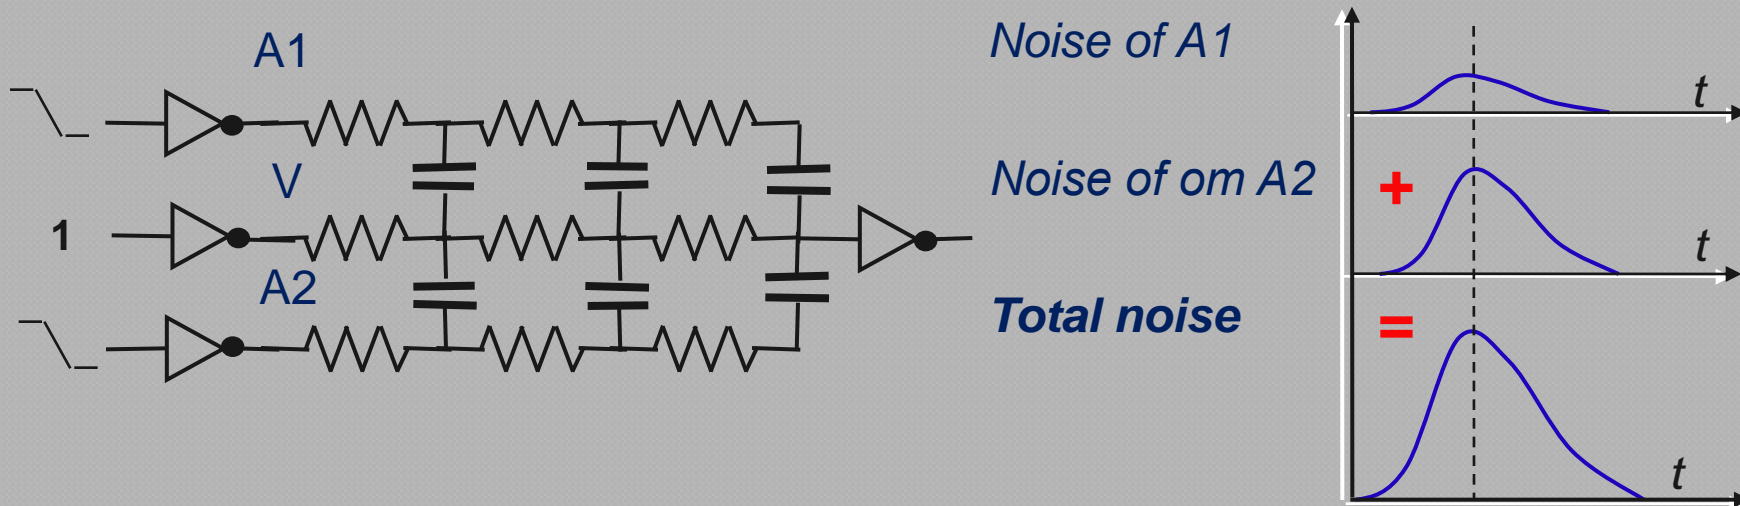 A1
V
1
A2
Noise of A1
Noise of om A2
Total noise
t
+
t
=
t